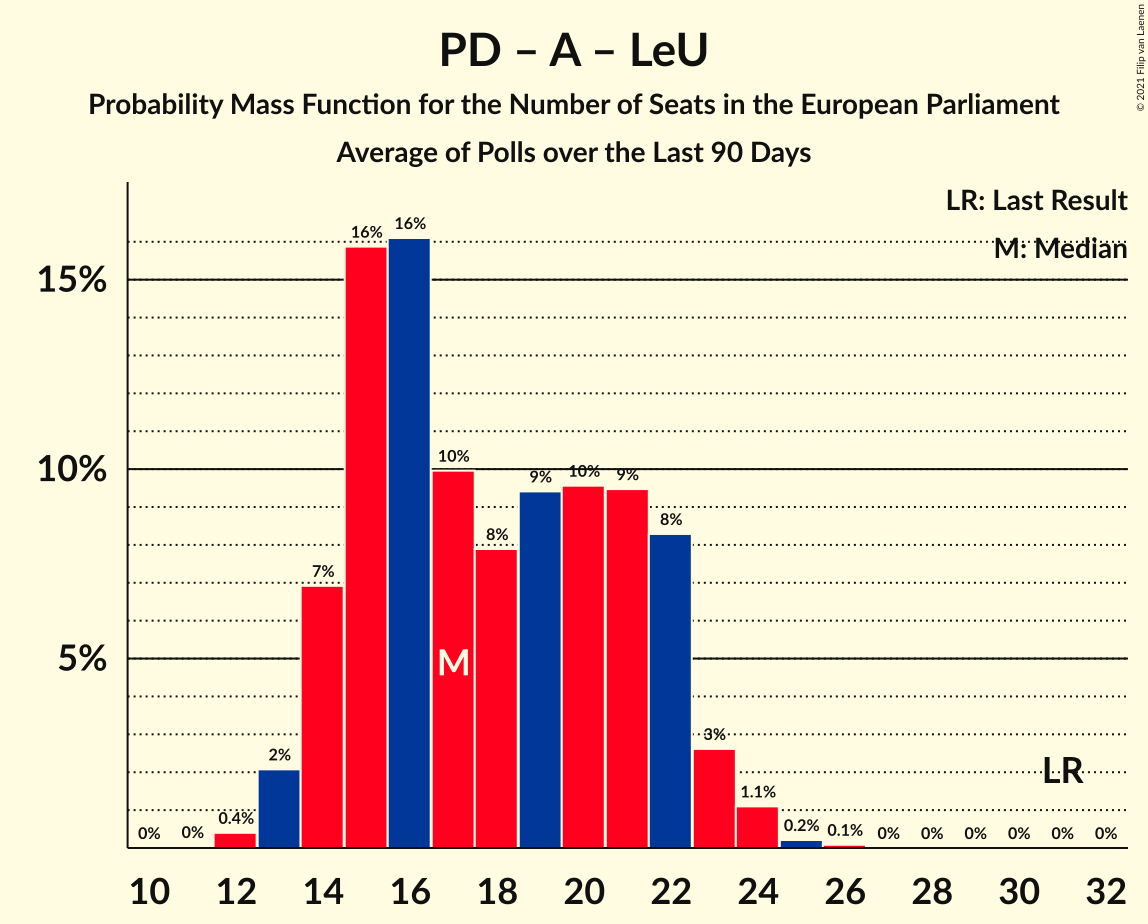 PD – A – LeU
Probability Mass Function for the Number of Seats in the European Parliament
Average of Polls over the Last 90 Days
© 2021 Filip van Laenen
LR: Last Result
M: Median
15%
10%
5%
0% 0% 0.4% 2% 7% 16% 16% 10% 8% 9% 10% 9% 8% 3% 1.1% 0.2% 0.1% 0% 0% 0% 0% 0% 0%
M
LR
10 12 14 16 18 20 22 24 26 28 30 32